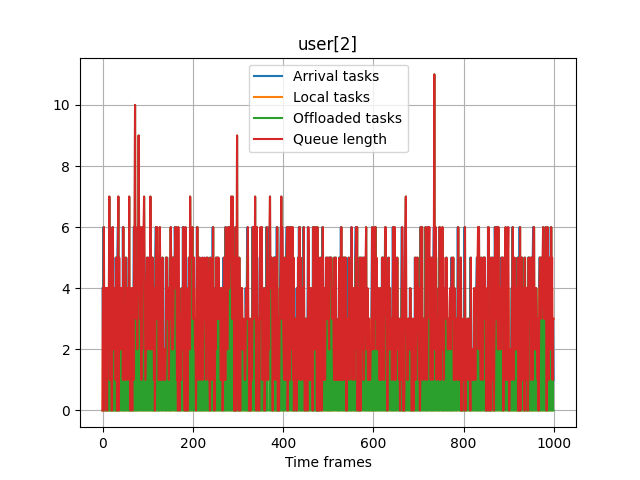 user[2]
Arrival tasks
Local tasks
Offloaded tasks
Queue length
10
8
6
4
2
0
0 200 400 600 800 1000
Time frames